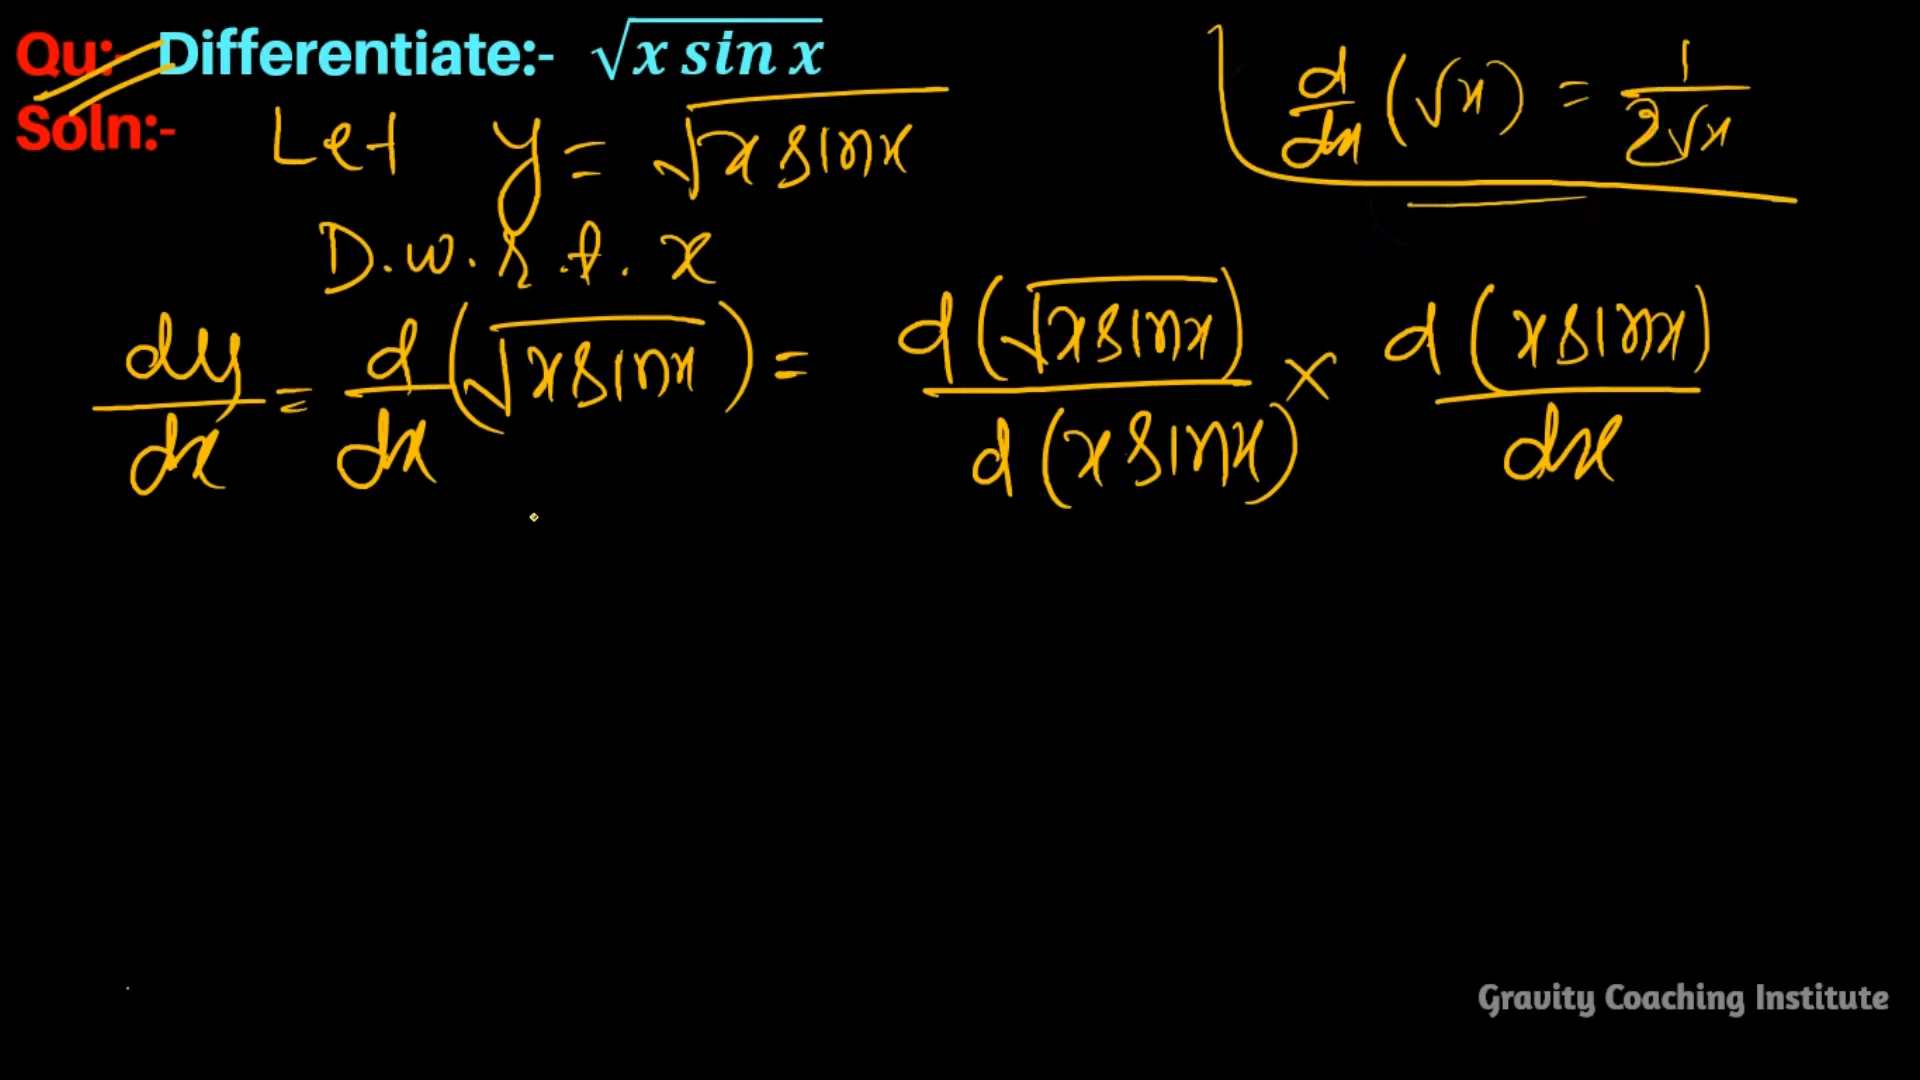 Qu:- Differentiate:- √(x sin x)
d/dx (√x) = 1/(2√x)
Soln:- Let y = √(x sinx)
D.w.r.t. x
dy/dx = d/dx (√(x sinx)) = d(√(x sinx))/d(x sinx) × d(x sinx)/dx
Gravity Coaching Institute